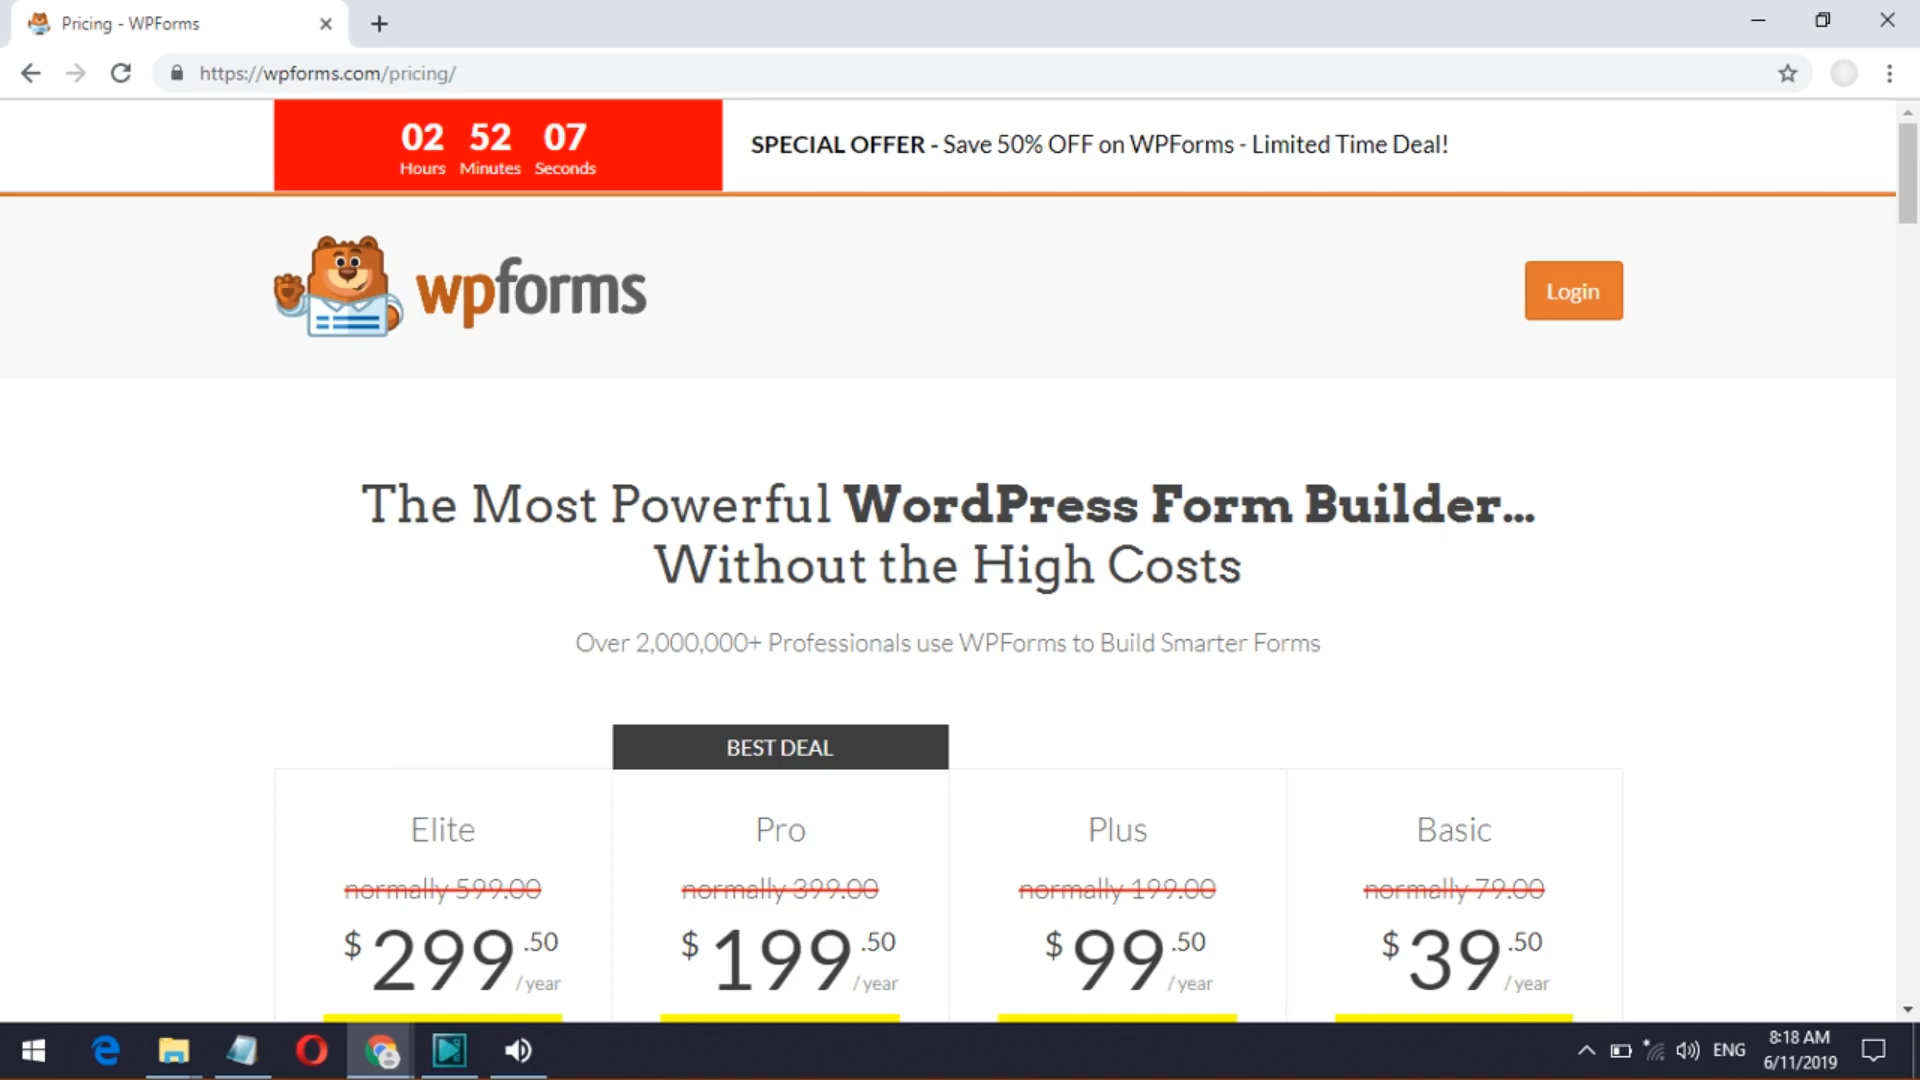 Pricing - WPForms
https://wpforms.com/pricing/
02 52 07
Hours Minutes Seconds
SPECIAL OFFER - Save 50% OFF on WPForms - Limited Time Deal!
wpforms
Login
The Most Powerful WordPress Form Builder...
Without the High Costs
Over 2,000,000+ Professionals use WPForms to Build Smarter Forms
BEST DEAL
Elite
normally 599.00
$299.50
/year
Pro
normally 399.00
$199.50
/year
Plus
normally 199.00
$99.50
/year
Basic
normally 79.00
$39.50
/year
ENG
8:18 AM
6/11/2019